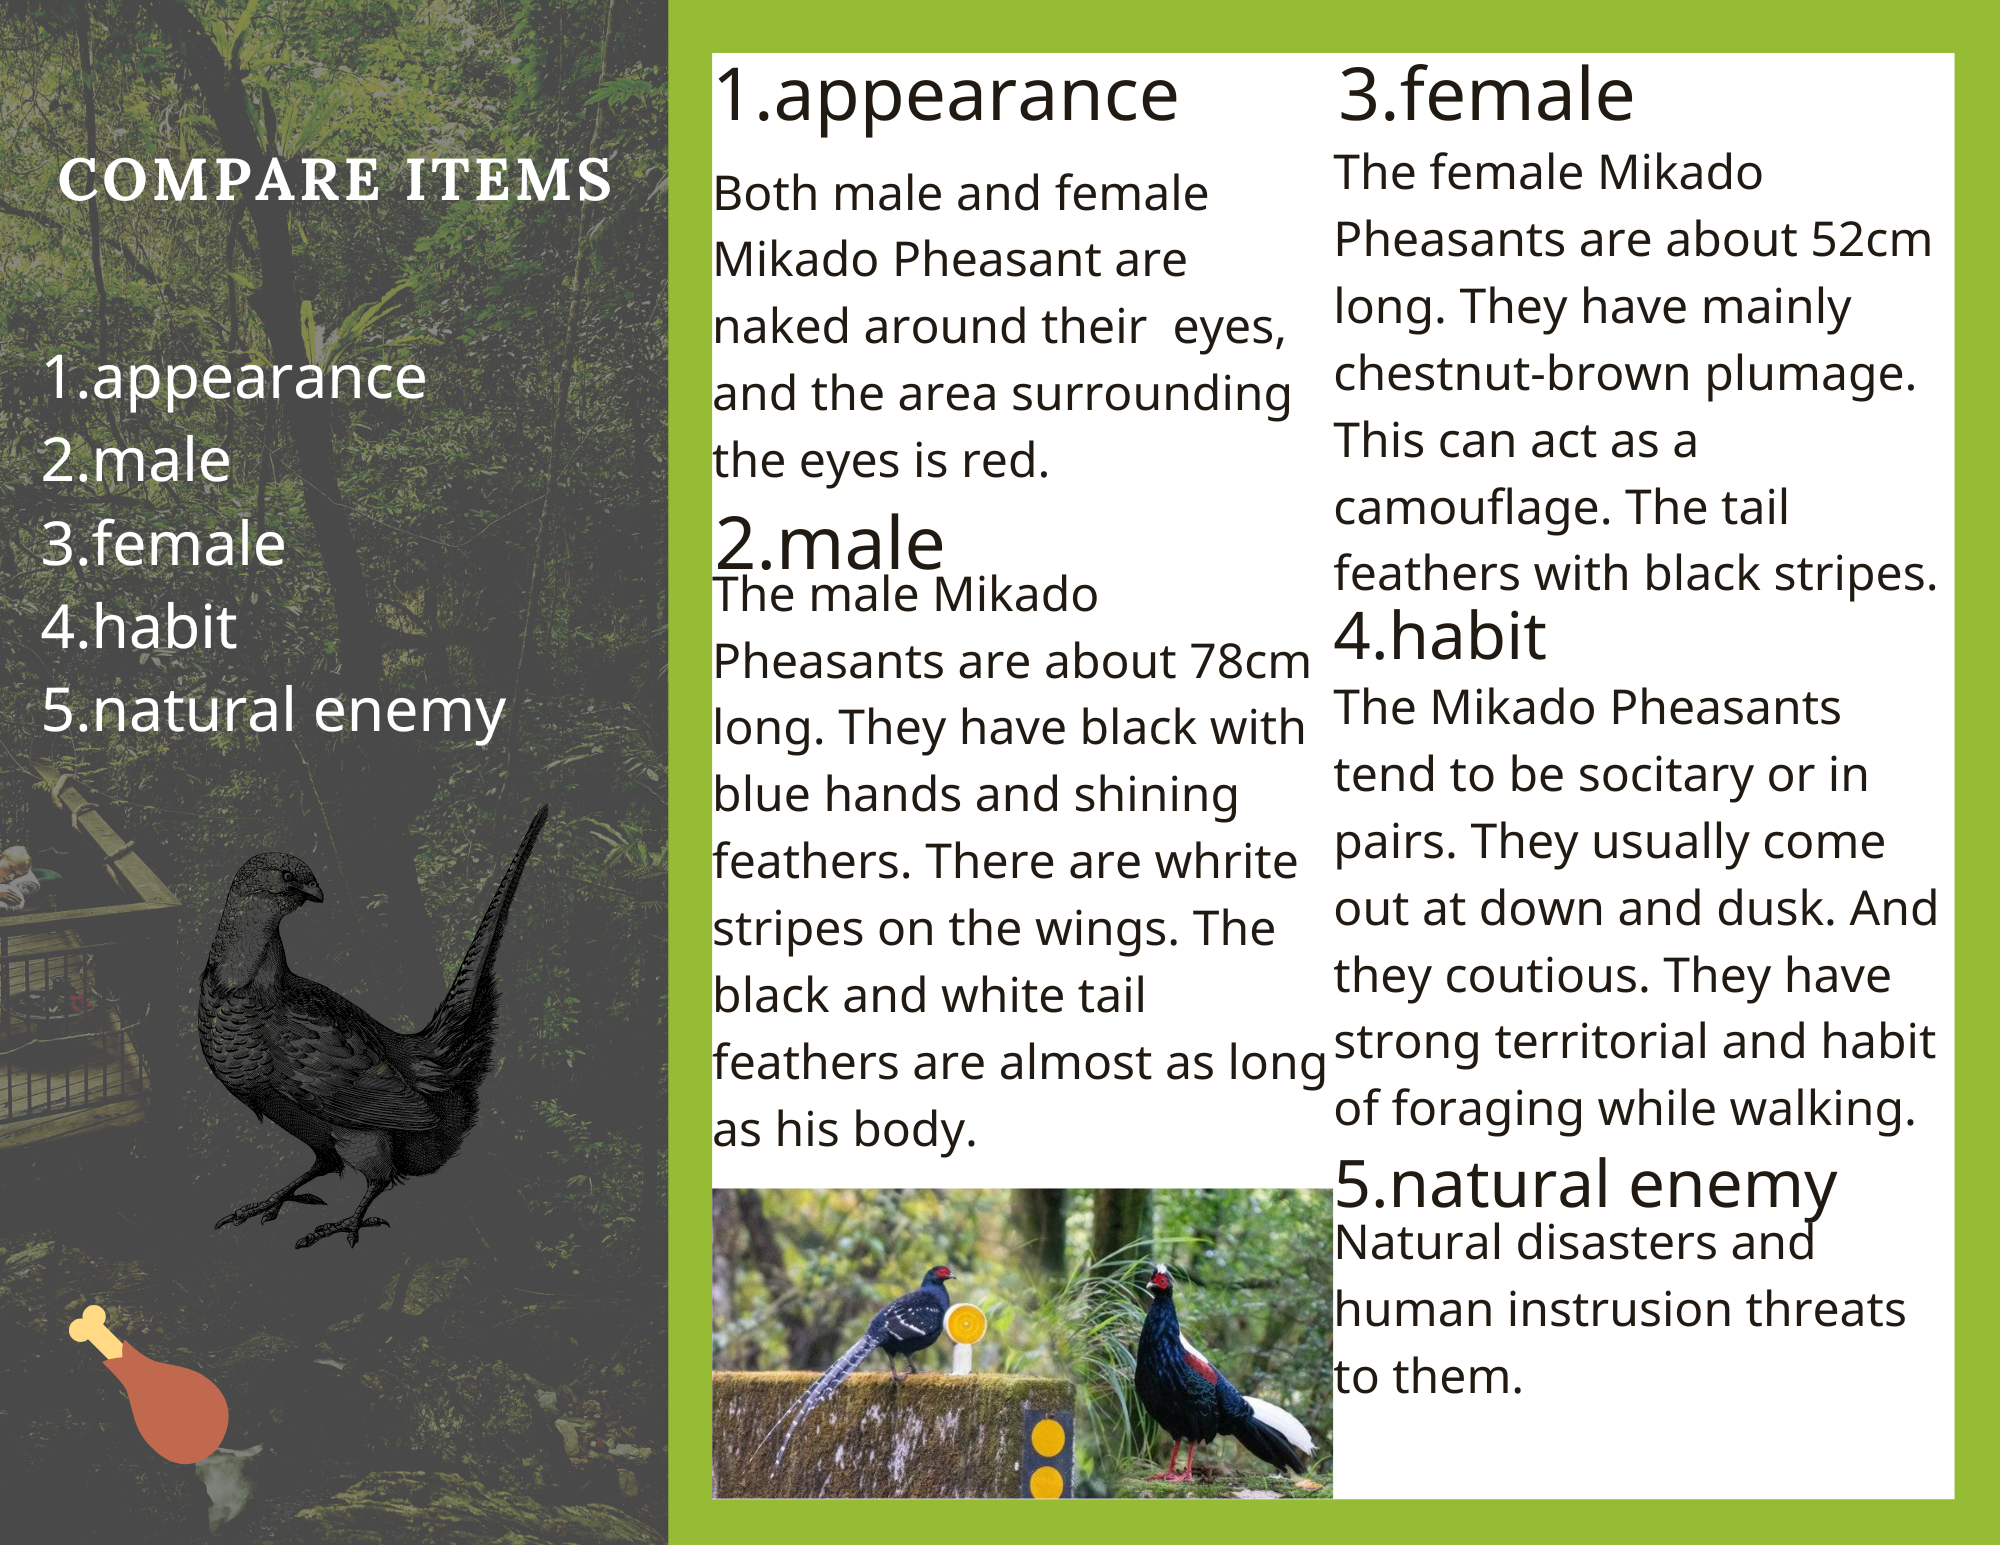 COMPARE ITEMS
1.appearance
2.male
3.female
4.habit
5.natural enemy
1.appearance
Both male and female
Mikado Pheasant are
naked around their  eyes,
and the area surrounding
the eyes is red.
2.male
The male Mikado
Pheasants are about 78cm
long. They have black with
blue hands and shining
feathers. There are whrite
stripes on the wings. The
black and white tail
feathers are almost as long
as his body.
3.female
The female Mikado
Pheasants are about 52cm
long. They have mainly
chestnut-brown plumage.
This can act as a
camouflage. The tail
feathers with black stripes.
4.habit
The Mikado Pheasants
tend to be socitary or in
pairs. They usually come
out at down and dusk. And
they coutious. They have
strong territorial and habit
of foraging while walking.
5.natural enemy
Natural disasters and
human instrusion threats
to them.